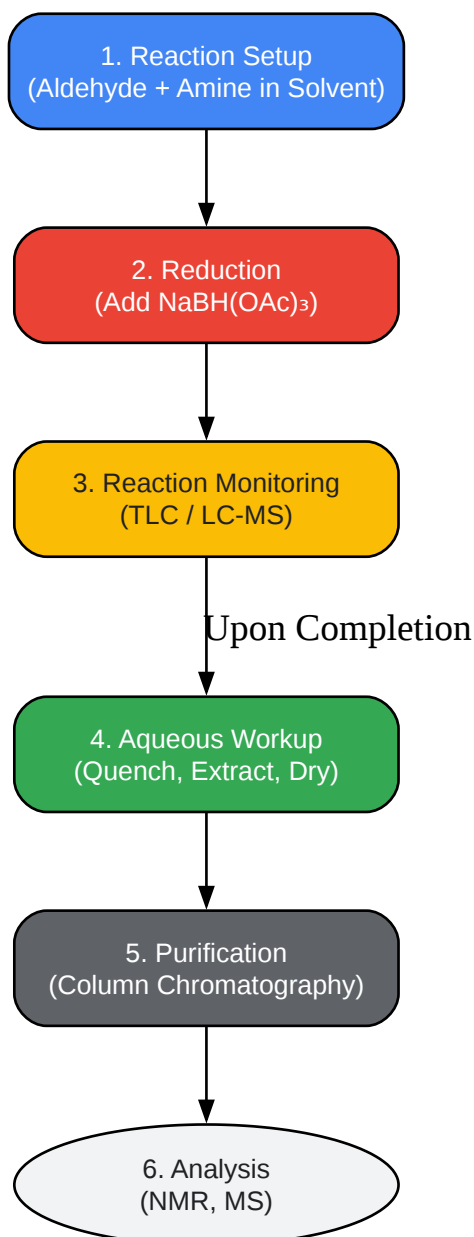 1. Reaction Setup
(Aldehyde + Amine in Solvent)
2. Reduction
(Add NaBH(OAc)₃)
3. Reaction Monitoring
(TLC / LC-MS)
Upon Completion
4. Aqueous Workup
(Quench, Extract, Dry)
5. Purification
(Column Chromatography)
6. Analysis
(NMR, MS)